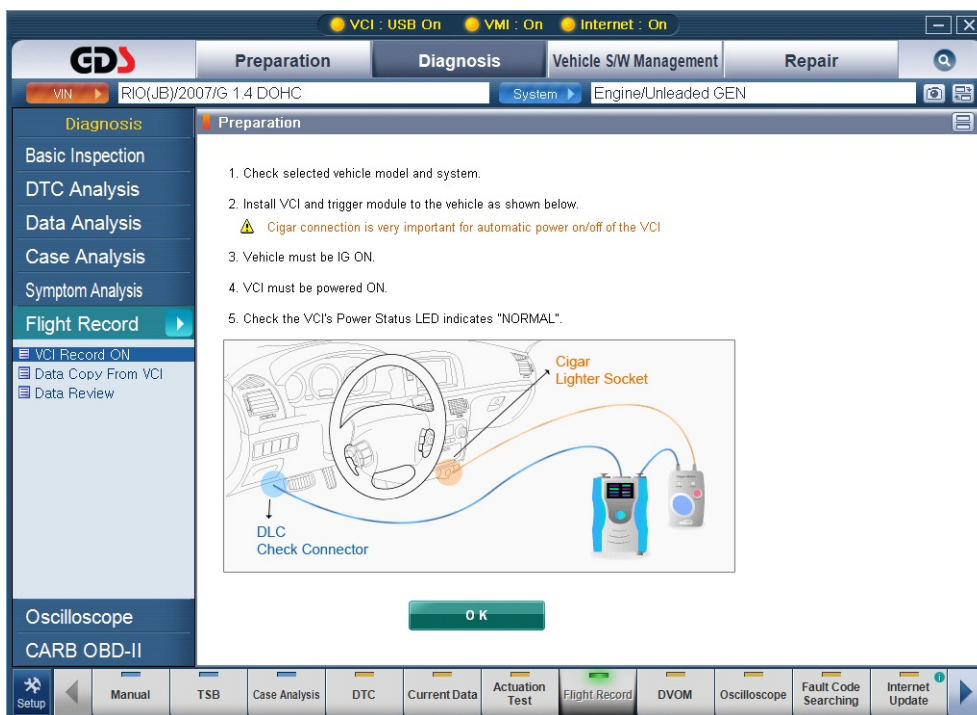 VCI : USB On VMI : On Internet : On
GDS Preparation Diagnosis Vehicle S/W Management Repair
VIN RIO(JB)/2007/G 1.4 DOHC System Engine/Unleaded GEN
Diagnosis
Basic Inspection
DTC Analysis
Data Analysis
Case Analysis
Symptom Analysis
Flight Record
VCI Record ON
Data Copy From VCI
Data Review
Oscilloscope
CARB OBD-II
Preparation
1. Check selected vehicle model and system.
2. Install VCI and trigger module to the vehicle as shown below.
Cigar connection is very important for automatic power on/off of the VCI
3. Vehicle must be IG ON.
4. VCI must be powered ON.
5. Check the VCI's Power Status LED indicates "NORMAL".
Cigar
Lighter Socket
DLC
Check Connector
O K
Setup Manual TSB Case Analysis DTC Current Data Actuation Test Flight Record DVOM Oscilloscope Fault Code Searching Internet Update